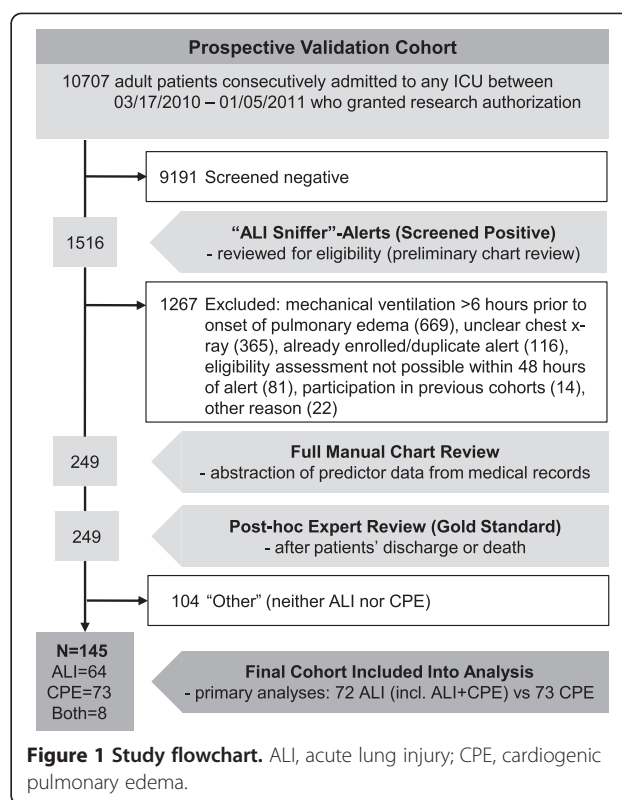 Prospective Validation Cohort
10707 adult patients consecutively admitted to any ICU between
03/17/2010 – 01/05/2011 who granted research authorization
9191 Screened negative
1516
“ALI Sniffer”-Alerts (Screened Positive)
- reviewed for eligibility (preliminary chart review)
1267 Excluded: mechanical ventilation >6 hours prior to
onset of pulmonary edema (669), unclear chest x-
ray (365), already enrolled/duplicate alert (116),
eligibility assessment not possible within 48 hours
of alert (81), participation in previous cohorts (14),
other reason (22)
249
Full Manual Chart Review
- abstraction of predictor data from medical records
249
Post-hoc Expert Review (Gold Standard)
- after patients’ discharge or death
104 “Other” (neither ALI nor CPE)
N=145
ALI=64
CPE=73
Both=8
Final Cohort Included Into Analysis
- primary analyses: 72 ALI (incl. ALI+CPE) vs 73 CPE
Figure 1 Study flowchart. ALI, acute lung injury; CPE, cardiogenic
pulmonary edema.